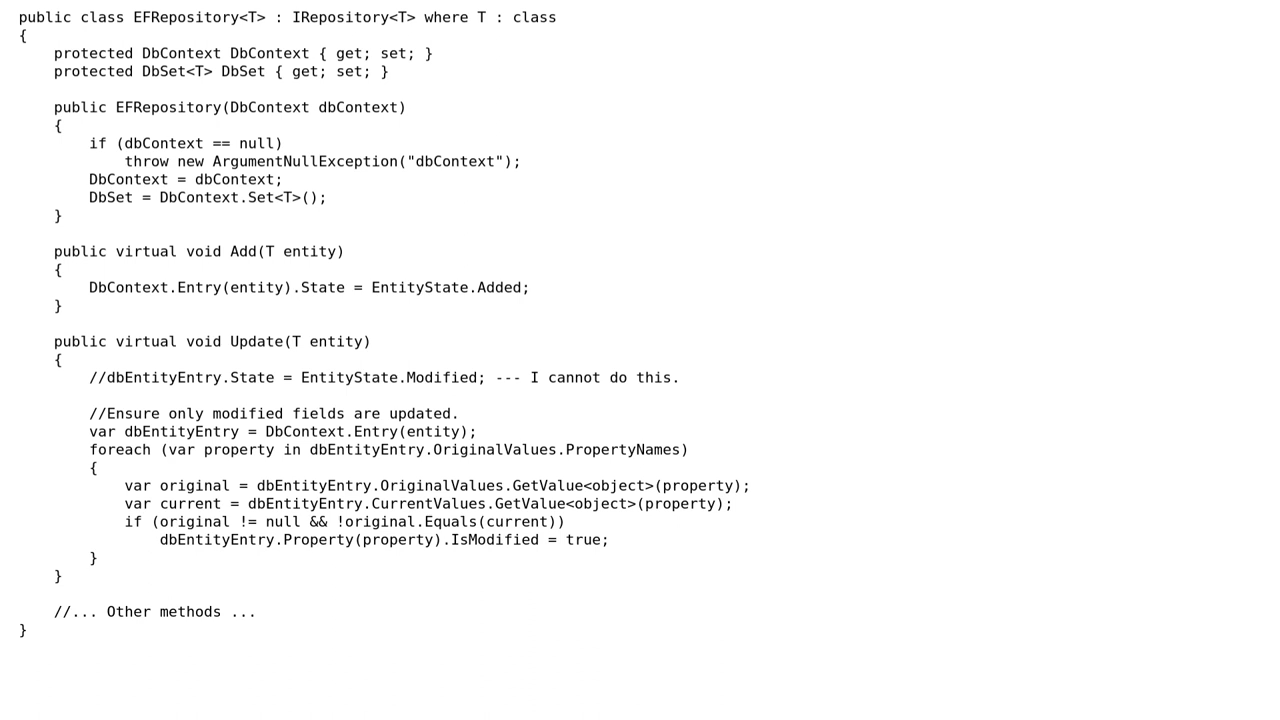 public class EFRepository<T> : IRepository<T> where T : class
{
    protected DbContext DbContext { get; set; }
    protected DbSet<T> DbSet { get; set; }

    public EFRepository(DbContext dbContext)
    {
        if (dbContext == null)
            throw new ArgumentNullException("dbContext");
        DbContext = dbContext;
        DbSet = DbContext.Set<T>();
    }

    public virtual void Add(T entity)
    {
        DbContext.Entry(entity).State = EntityState.Added;
    }

    public virtual void Update(T entity)
    {
        //dbEntityEntry.State = EntityState.Modified; --- I cannot do this.

        //Ensure only modified fields are updated.
        var dbEntityEntry = DbContext.Entry(entity);
        foreach (var property in dbEntityEntry.OriginalValues.PropertyNames)
        {
            var original = dbEntityEntry.OriginalValues.GetValue<object>(property);
            var current = dbEntityEntry.CurrentValues.GetValue<object>(property);
            if (original != null && !original.Equals(current))
                dbEntityEntry.Property(property).IsModified = true;
        }
    }

    //... Other methods ...
}